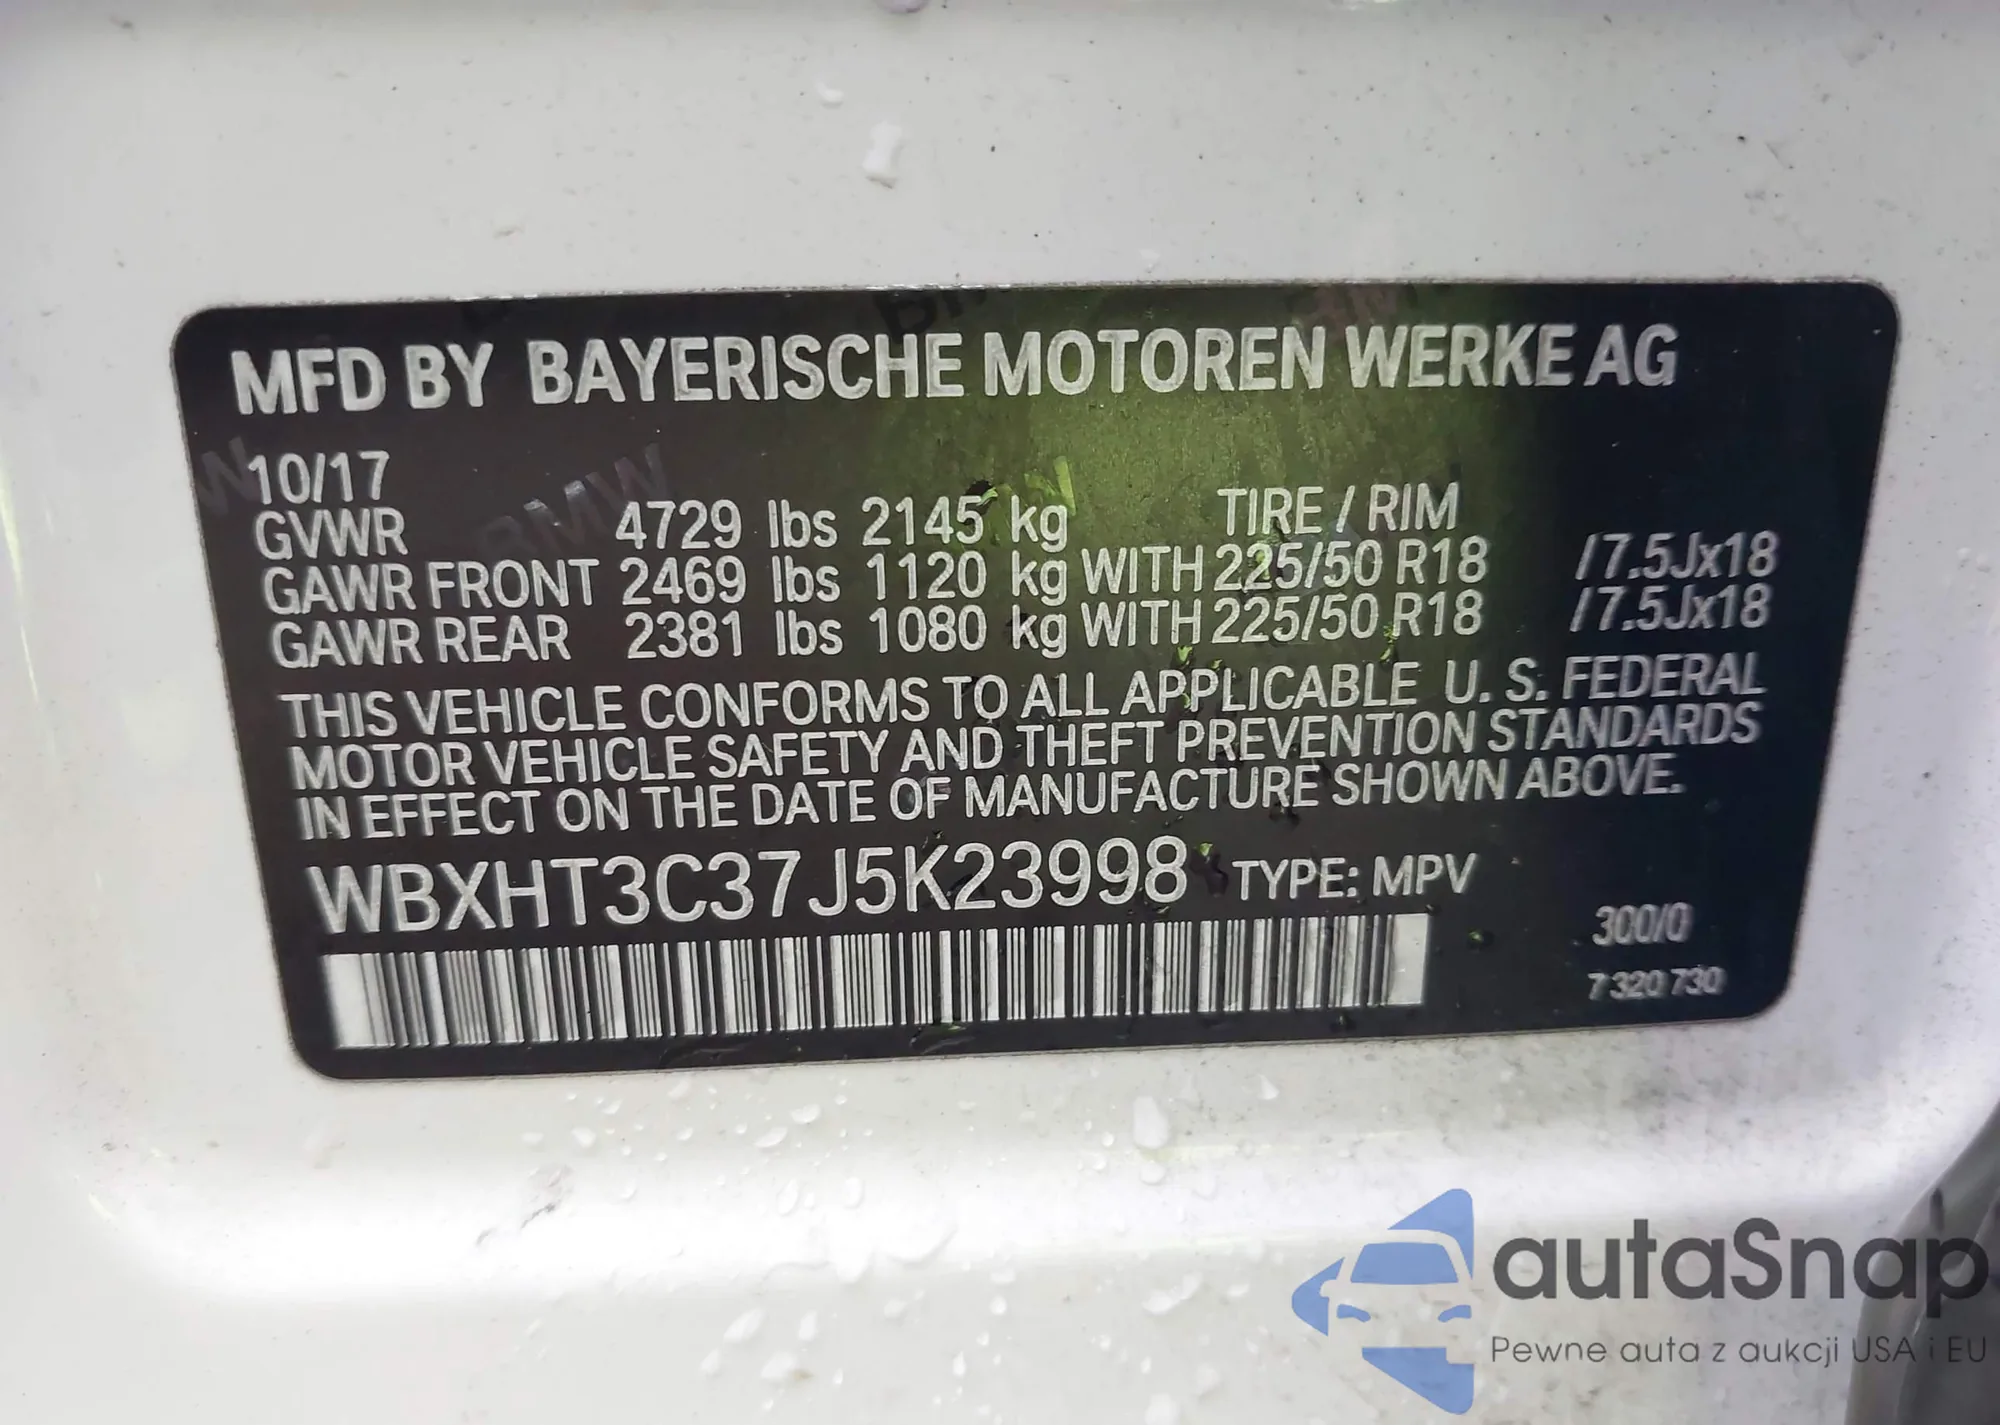 MFD BY BAYERISCHE MOTOREN WERKE AG
10/17
GVWR 4729 lbs 2145 kg TIRE / RIM
GAWR FRONT 2469 lbs 1120 kg WITH 225/50 R18 /7.5Jx18
GAWR REAR 2381 lbs 1080 kg WITH 225/50 R18 /7.5Jx18
THIS VEHICLE CONFORMS TO ALL APPLICABLE U. S. FEDERAL
MOTOR VEHICLE SAFETY AND THEFT PREVENTION STANDARDS
IN EFFECT ON THE DATE OF MANUFACTURE SHOWN ABOVE.
WBXHT3C37J5K23998 TYPE: MPV
300/0
7 320 730
autaSnap
Pewne auta z aukcji USA i EU